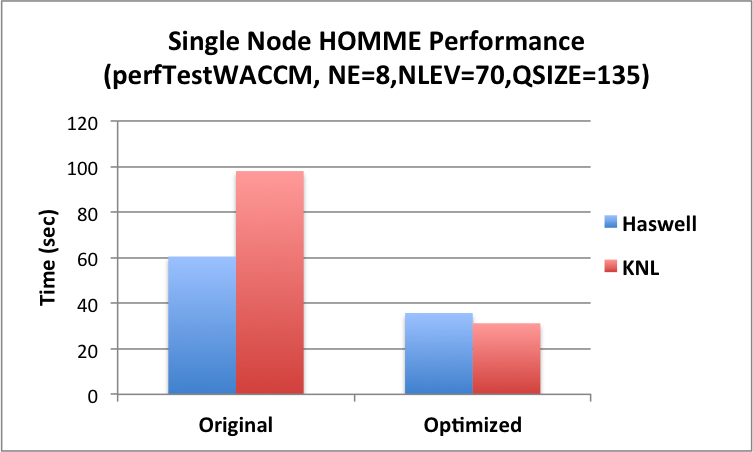 Single Node HOMME Performance
(perfTestWACCM, NE=8,NLEV=70,QSIZE=135)
Time (sec)
120
100
80
60
40
20
0
Original
Optimized
Haswell
KNL